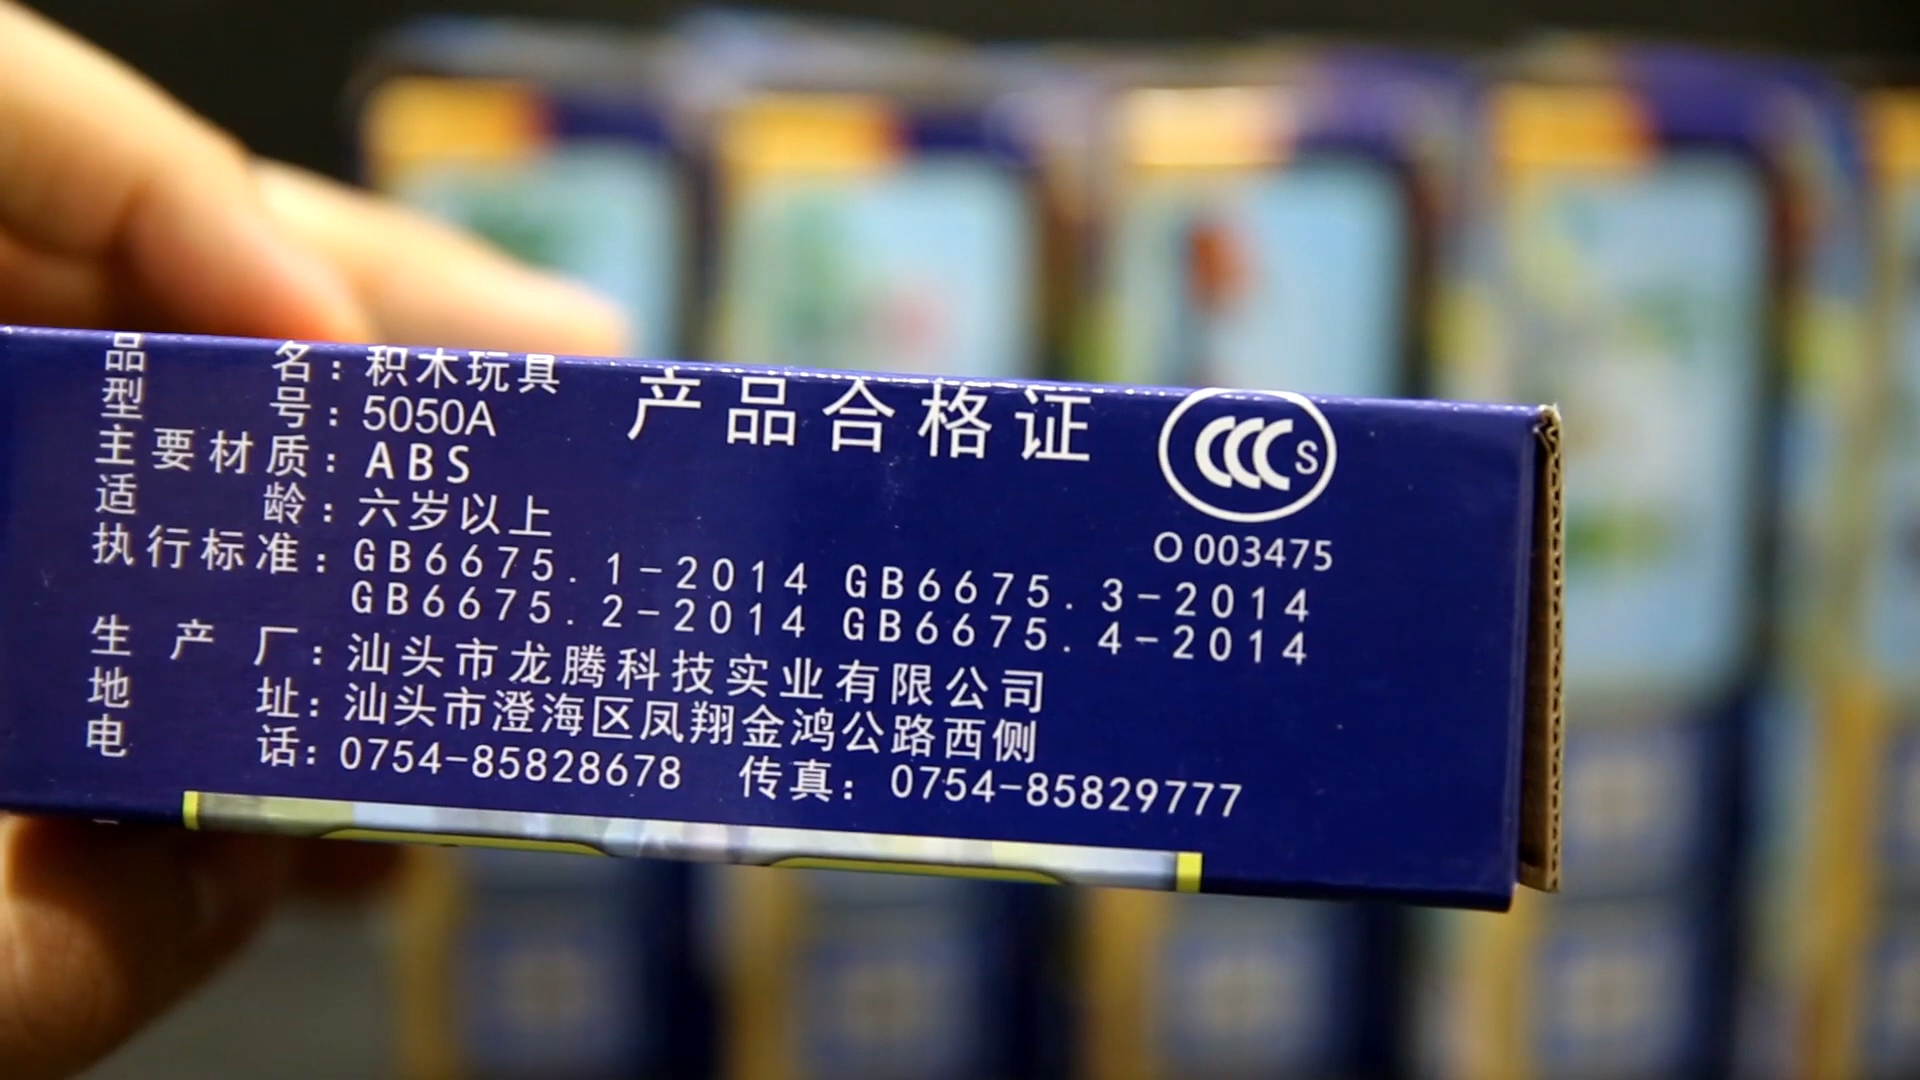 产品合格证
品名：积木玩具
型号：5050A
主要材质：ABS
适龄：六岁以上
执行标准：GB6675.1-2014 GB6675.3-2014
GB6675.2-2014 GB6675.4-2014
生产厂：汕头市龙腾科技实业有限公司
地址：汕头市澄海区凤翔金鸿公路西侧
电话：0754-85828678 传真：0754-85829777
CCC S
O 003475